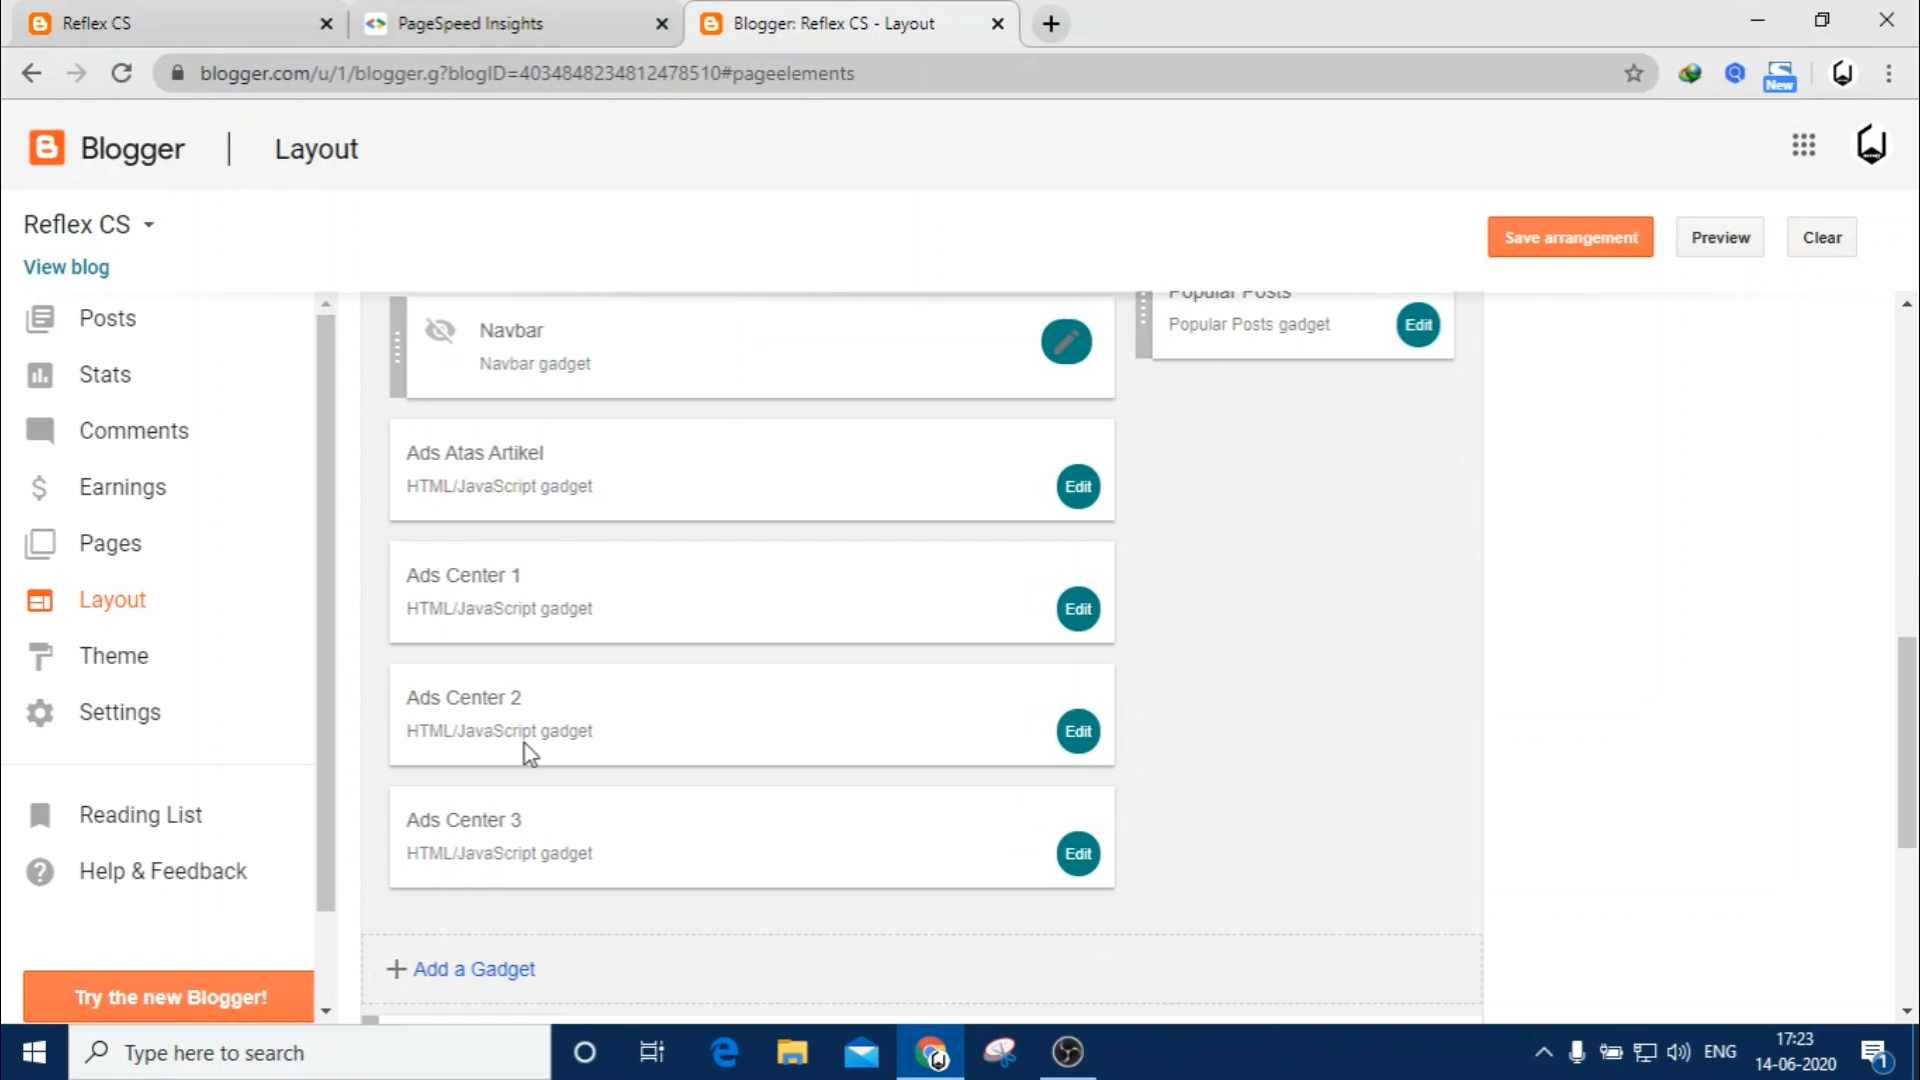 Reflex CS
PageSpeed Insights
Blogger: Reflex CS - Layout
blogger.com/u/1/blogger.g?blogID=4034848234812478510#pageelements
New
Blogger
Layout
Reflex CS
View blog
Save arrangement
Preview
Clear
Posts
Stats
Comments
Earnings
Pages
Layout
Theme
Settings
Reading List
Help & Feedback
Try the new Blogger!
Navbar
Navbar gadget
Popular Posts
Popular Posts gadget
Edit
Ads Atas Artikel
HTML/JavaScript gadget
Edit
Ads Center 1
HTML/JavaScript gadget
Edit
Ads Center 2
HTML/JavaScript gadget
Edit
Ads Center 3
HTML/JavaScript gadget
Edit
+ Add a Gadget
Type here to search
ENG
17:23
14-06-2020
1